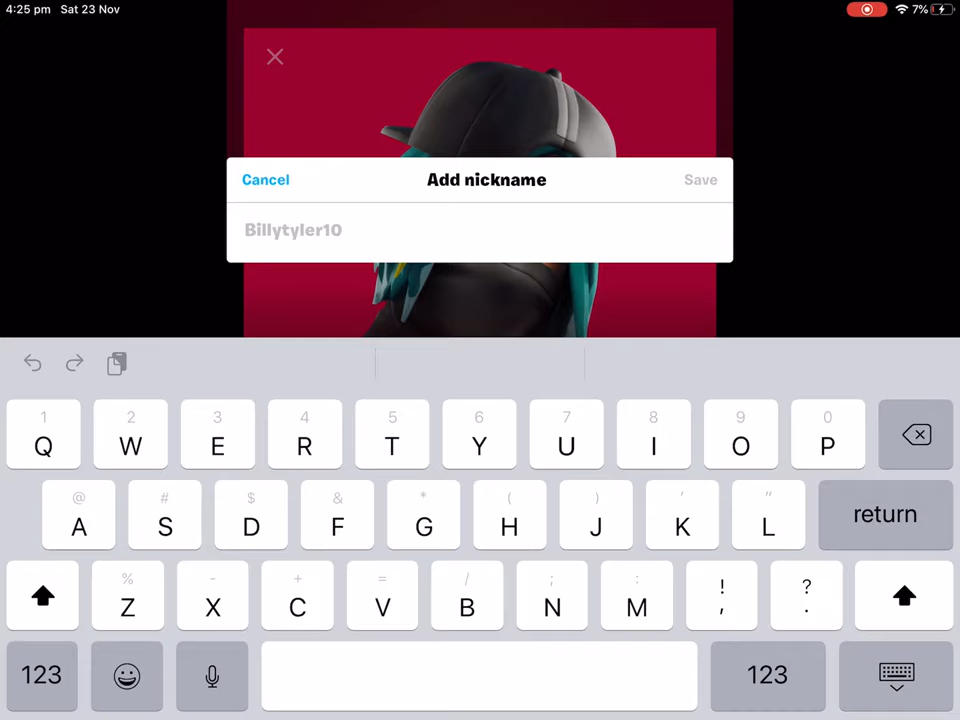 4:25 pm Sat 23 Nov 7%
Cancel Add nickname Save
Billytyler10
1 2 3 4 5 6 7 8 9 0
Q W E R T Y U I O P
@ # $ & * ( ) ' "
A S D F G H J K L return
% - + = / ; : ! ?
Z X C V B N M , .
123 123